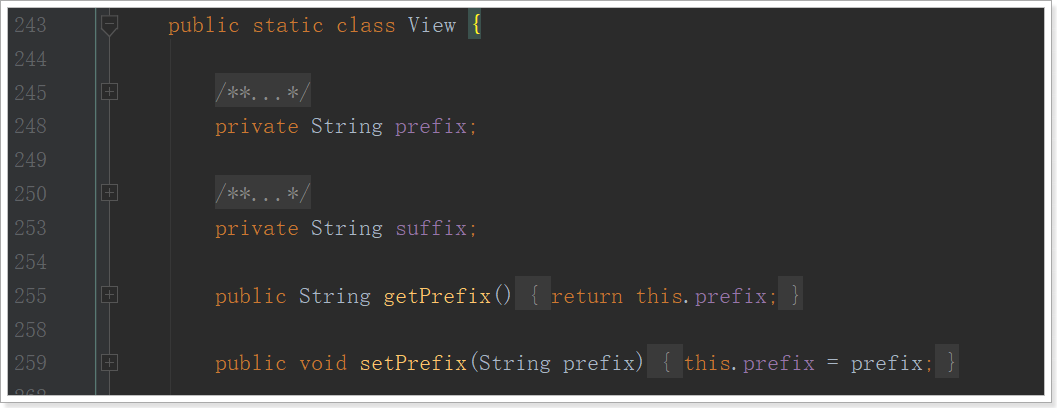 243 public static class View {
244
245 /**...*/
248 private String prefix;
249
250 /**...*/
253 private String suffix;
254
255 public String getPrefix() { return this.prefix; }
258
259 public void setPrefix(String prefix) { this.prefix = prefix; }